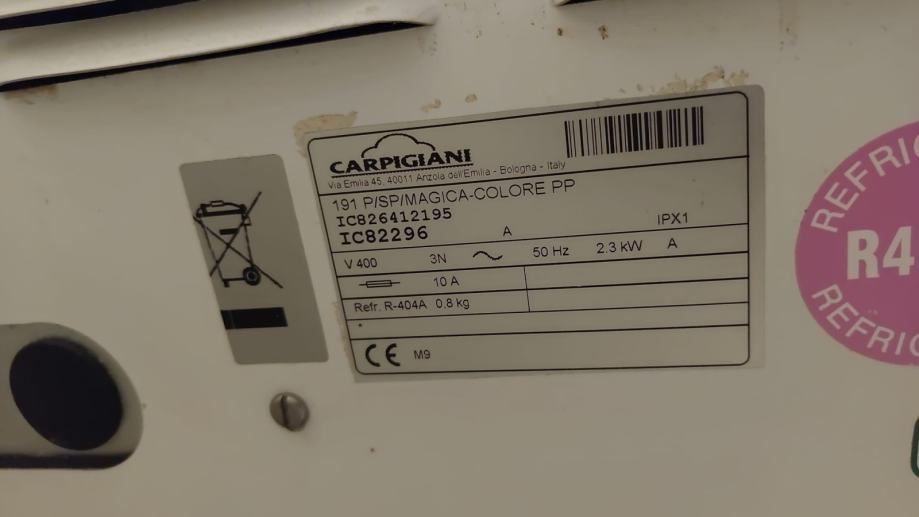 CARPIGIANI
Via Emilia 45, 40011 Anzola dell'Emilia - Bologna - Italy
191 P/SP/MAGICA-COLORE PP
IC826412195
IC82296 A IPX1
V 400 3N 50 Hz 2.3 kW A
10 A
Refr. R-404A 0.8 kg
CE M9
REFRIG
R4
REFRIG